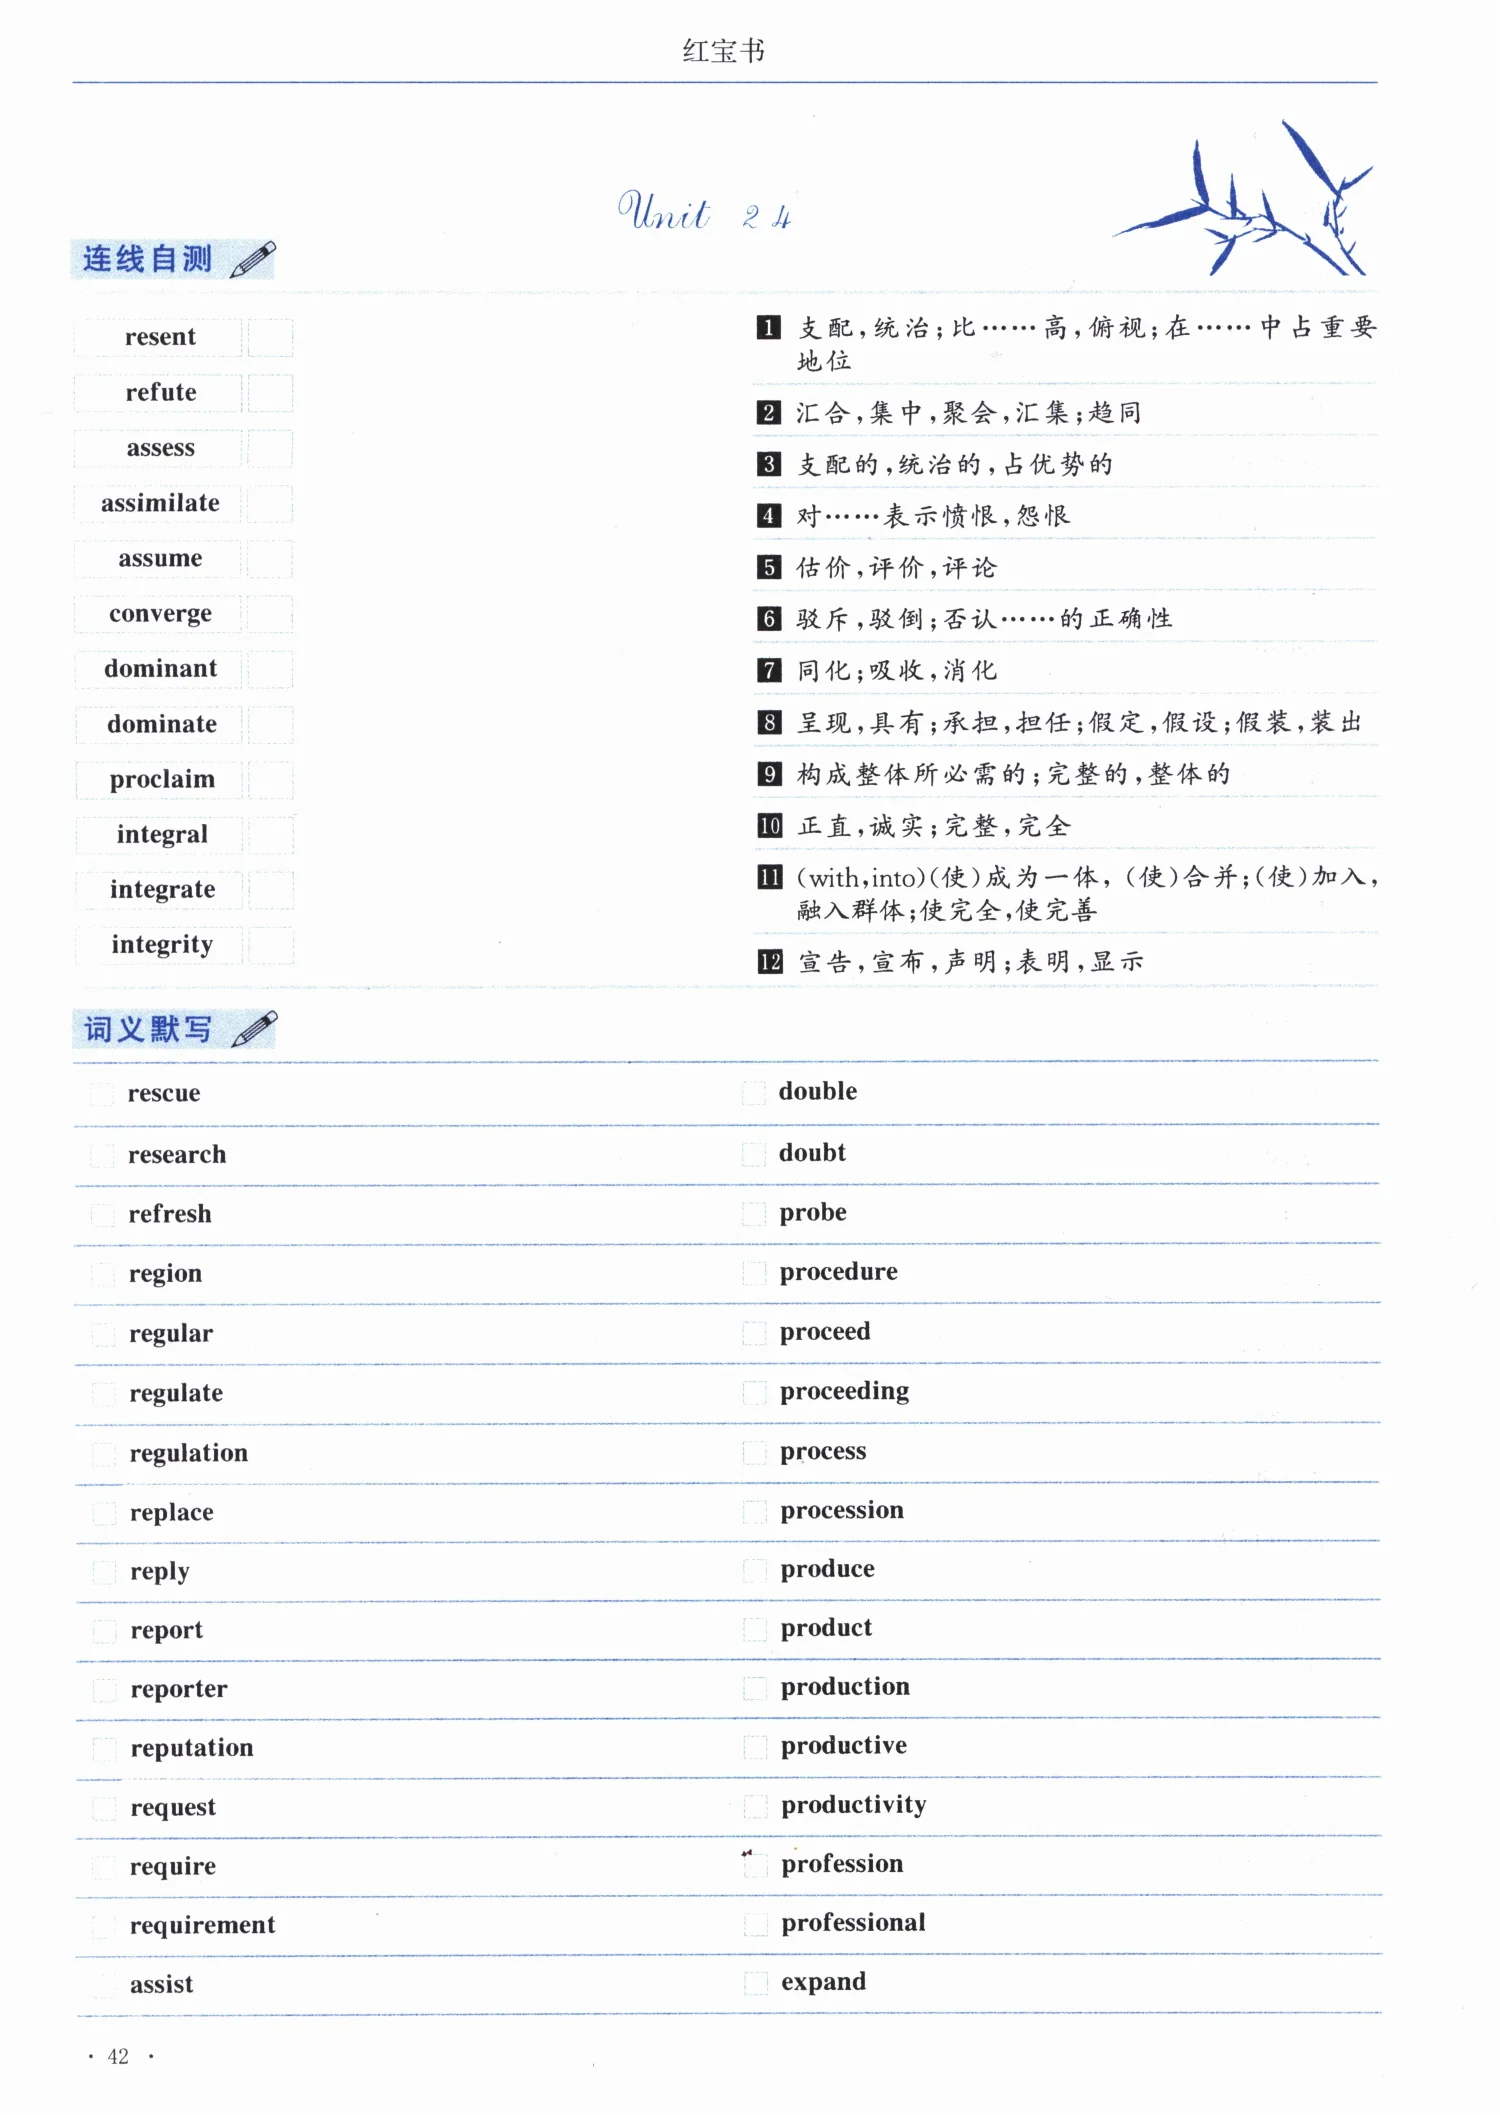 红宝书
Unit 24
连线自测
resent
refute
assess
assimilate
assume
converge
dominant
dominate
proclaim
integral
integrate
integrity
1 支配,统治;比……高,俯视;在……中占重要
地位
2 汇合,集中,聚会,汇集;趋同
3 支配的,统治的,占优势的
4 对……表示愤恨,怨恨
5 估价,评价,评论
6 驳斥,驳倒;否认……的正确性
7 同化;吸收,消化
8 呈现,具有;承担,担任;假定,假设;假装,装出
9 构成整体所必需的;完整的,整体的
10 正直,诚实;完整,完全
11 (with,into)(使)成为一体,(使)合并;(使)加入,
融入群体;使完全,使完善
12 宣告,宣布,声明;表明,显示
词义默写
rescue
research
refresh
region
regular
regulate
regulation
replace
reply
report
reporter
reputation
request
require
requirement
assist
double
doubt
probe
procedure
proceed
proceeding
process
procession
produce
product
production
productive
productivity
profession
professional
expand
· 42 ·